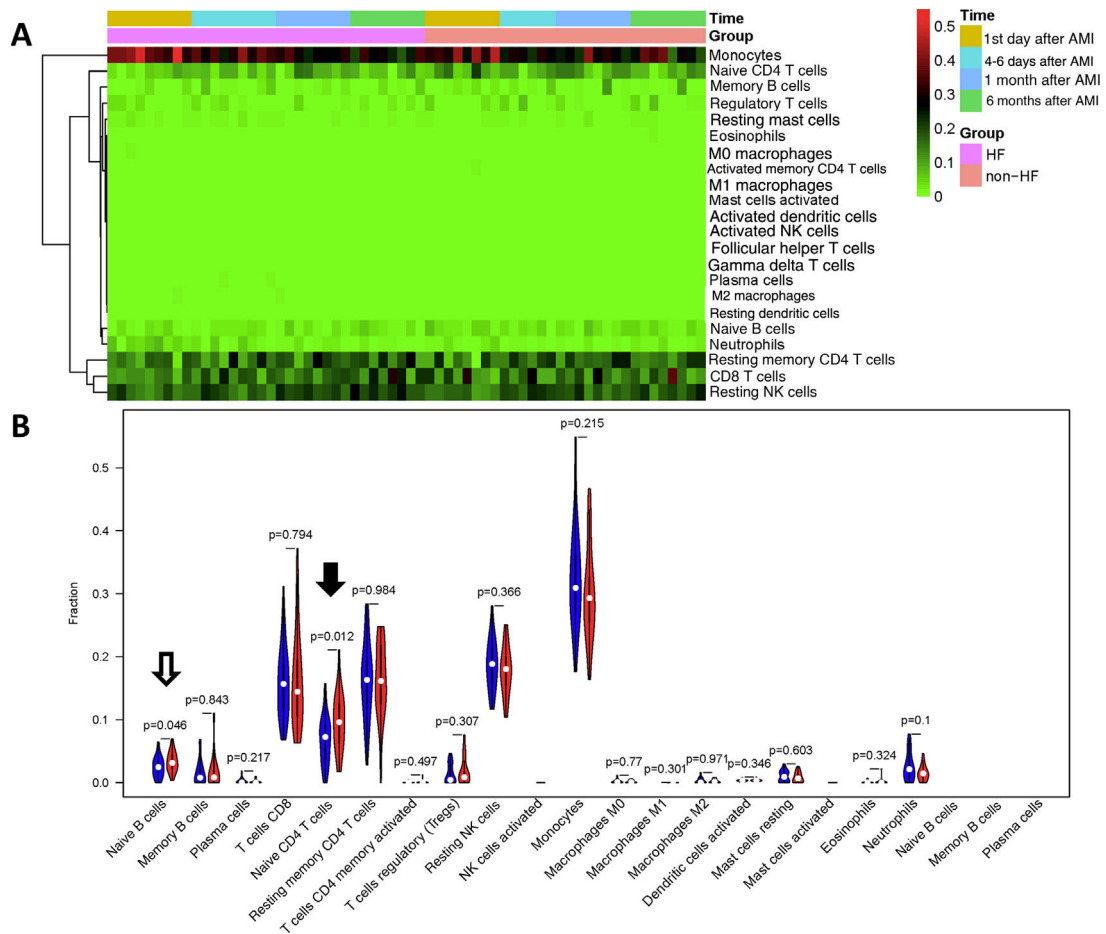 A
Time
Group
Monocytes
Naive CD4 T cells
Memory B cells
Regulatory T cells
Resting mast cells
Eosinophils
M0 macrophages
Activated memory CD4 T cells
M1 macrophages
Mast cells activated
Activated dendritic cells
Activated NK cells
Follicular helper T cells
Gamma delta T cells
Plasma cells
M2 macrophages
Resting dendritic cells
Naive B cells
Neutrophils
Resting memory CD4 T cells
CD8 T cells
Resting NK cells
0.5
0.4
0.3
0.2
0.1
0
Time
1st day after AMI
4-6 days after AMI
1 month after AMI
6 months after AMI
Group
HF
non-HF
B
Fraction
0.5
0.4
0.3
0.2
0.1
0.0
p=0.046
p=0.843
p=0.217
p=0.794
p=0.012
p=0.984
p=0.497
p=0.307
p=0.366
p=0.215
p=0.77
p=0.301
p=0.971
p=0.346
p=0.603
p=0.324
p=0.1
Naive B cells
Memory B cells
Plasma cells
T cells CD8
Naive CD4 T cells
Resting memory CD4 T cells
T cells CD4 memory activated
T cells regulatory (Tregs)
Resting NK cells
NK cells activated
Monocytes
Macrophages M0
Macrophages M1
Macrophages M2
Dendritic cells activated
Mast cells resting
Mast cells activated
Eosinophils
Neutrophils
Naive B cells
Memory B cells
Plasma cells